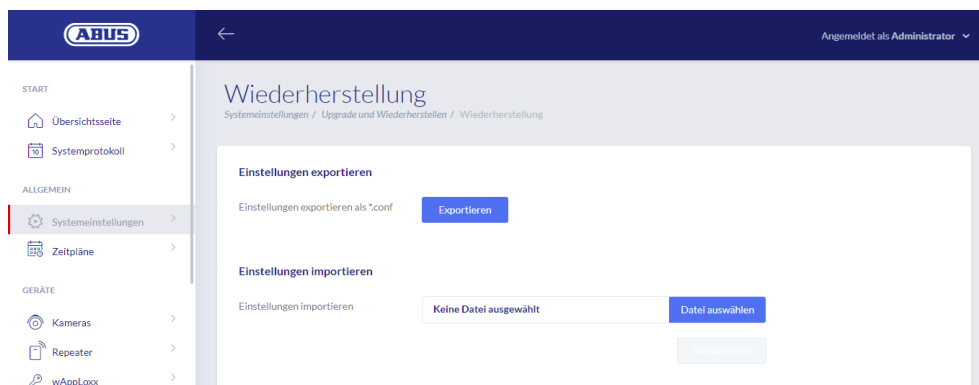 ABUS
Angemeldet als Administrator
START
Übersichtsseite
10 Systemprotokoll
ALLGEMEIN
Systemeinstellungen
Zeitpläne
GERÄTE
Kameras
Repeater
wAppLoxx
Wiederherstellung
Systemeinstellungen / Upgrade und Wiederherstellen / Wiederherstellung
Einstellungen exportieren
Einstellungen exportieren als *.conf Exportieren
Einstellungen importieren
Einstellungen importieren Keine Datei ausgewählt Datei auswählen